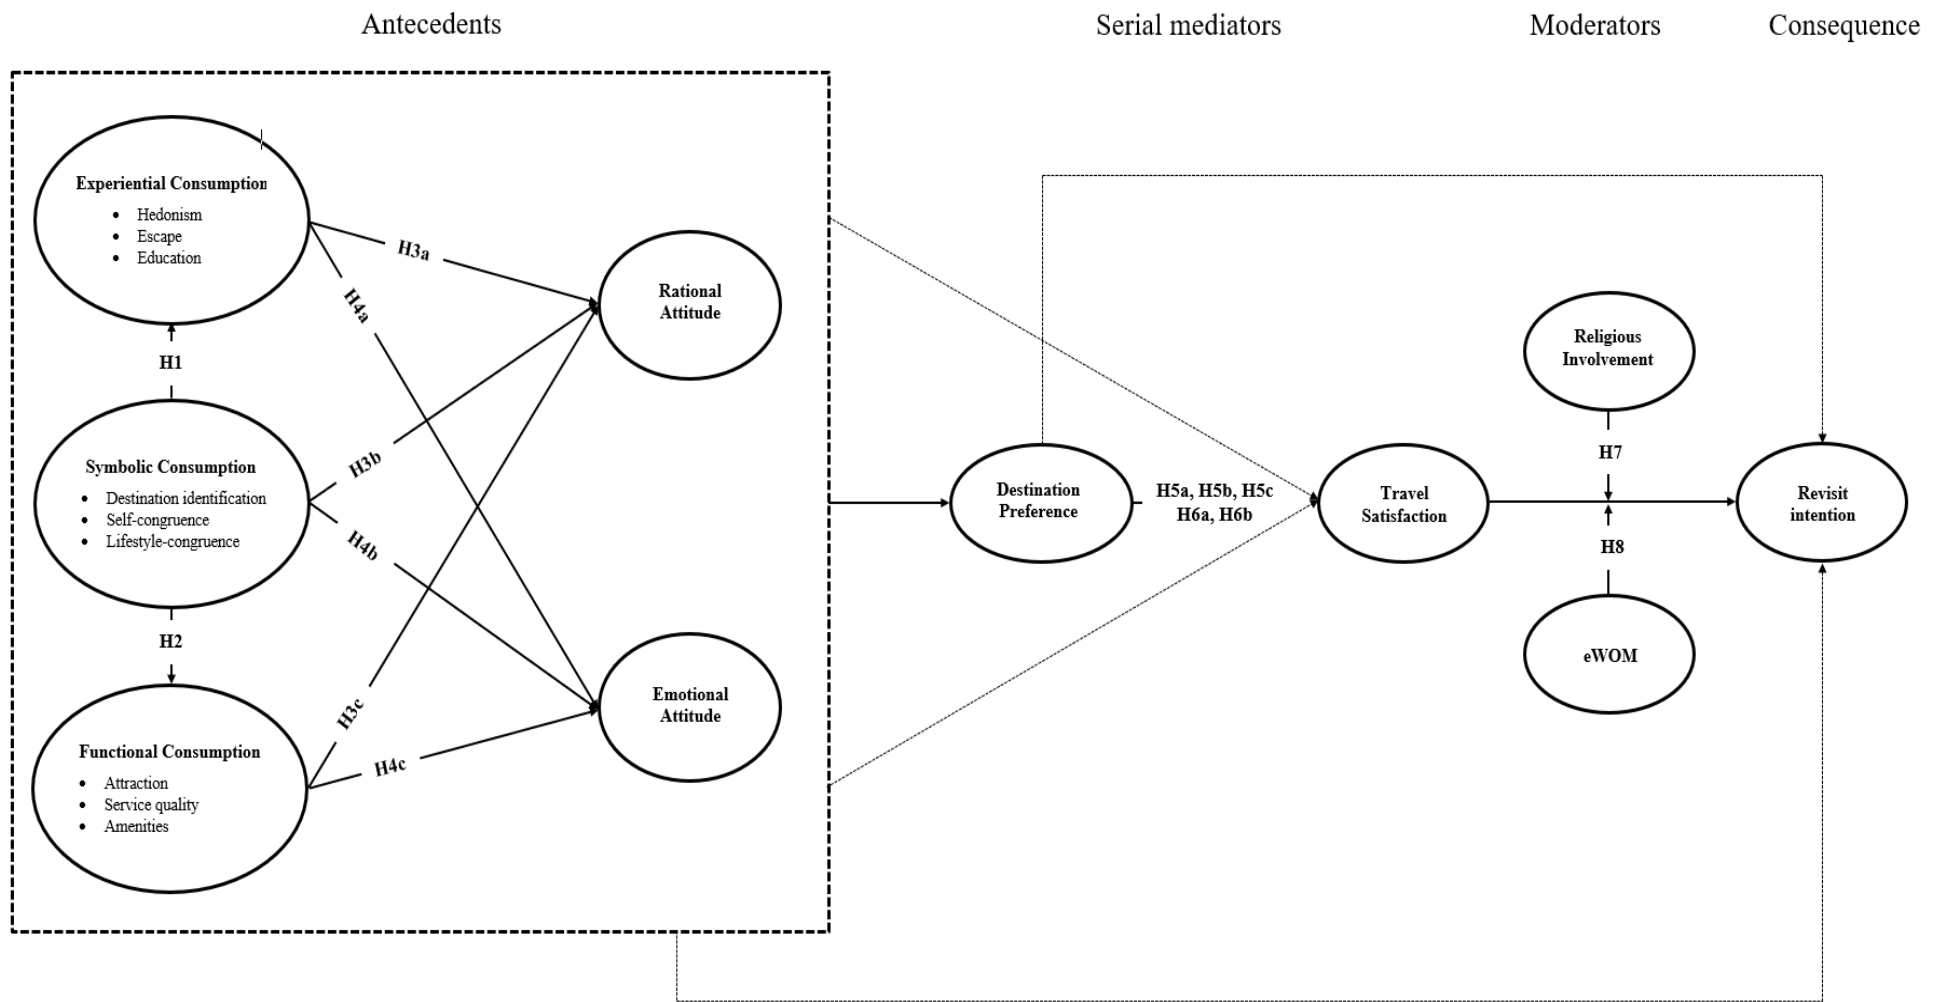 Antecedents
Serial mediators
Moderators
Consequence
Experiential Consumption
• Hedonism
• Escape
• Education
H1
Symbolic Consumption
• Destination identification
• Self-congruence
• Lifestyle-congruence
H2
Functional Consumption
• Attraction
• Service quality
• Amenities
H3a
H4a
H3b
H4b
H3c
H4c
Rational
Attitude
Emotional
Attitude
Destination
Preference
H5a, H5b, H5c
H6a, H6b
Travel
Satisfaction
Religious
Involvement
H7
H8
eWOM
Revisit
intention